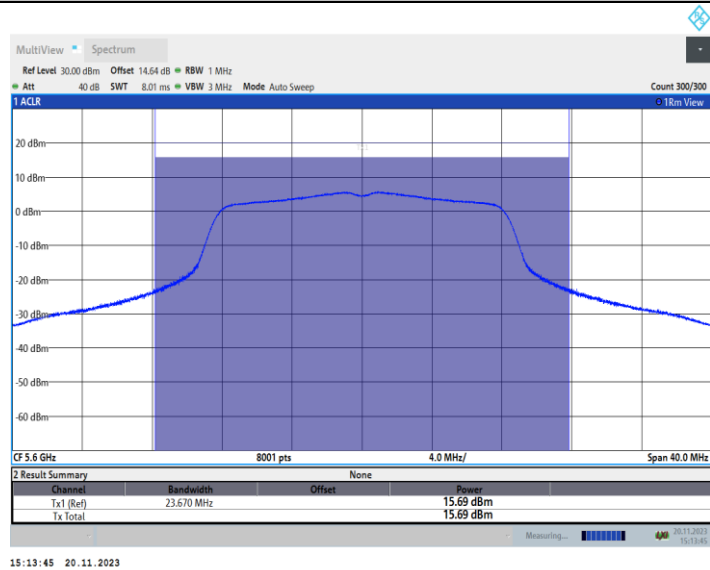 MultiView Spectrum
Ref Level 30.00 dBm Offset 14.64 dB RBW 1 MHz
Att 40 dB SWT 8.01 ms VBW 3 MHz Mode Auto Sweep Count 300/300
1 ACLR 1Rm View
20 dBm
10 dBm
0 dBm
-10 dBm
-20 dBm
-30 dBm
-40 dBm
-50 dBm
-60 dBm
CF 5.6 GHz 8001 pts 4.0 MHz/ Span 40.0 MHz
2 Result Summary None
Channel Bandwidth Offset Power
Tx1 (Ref) 23.670 MHz 15.69 dBm
Tx Total 15.69 dBm
Measuring... 20.11.2023
15:13:45
15:13:45 20.11.2023